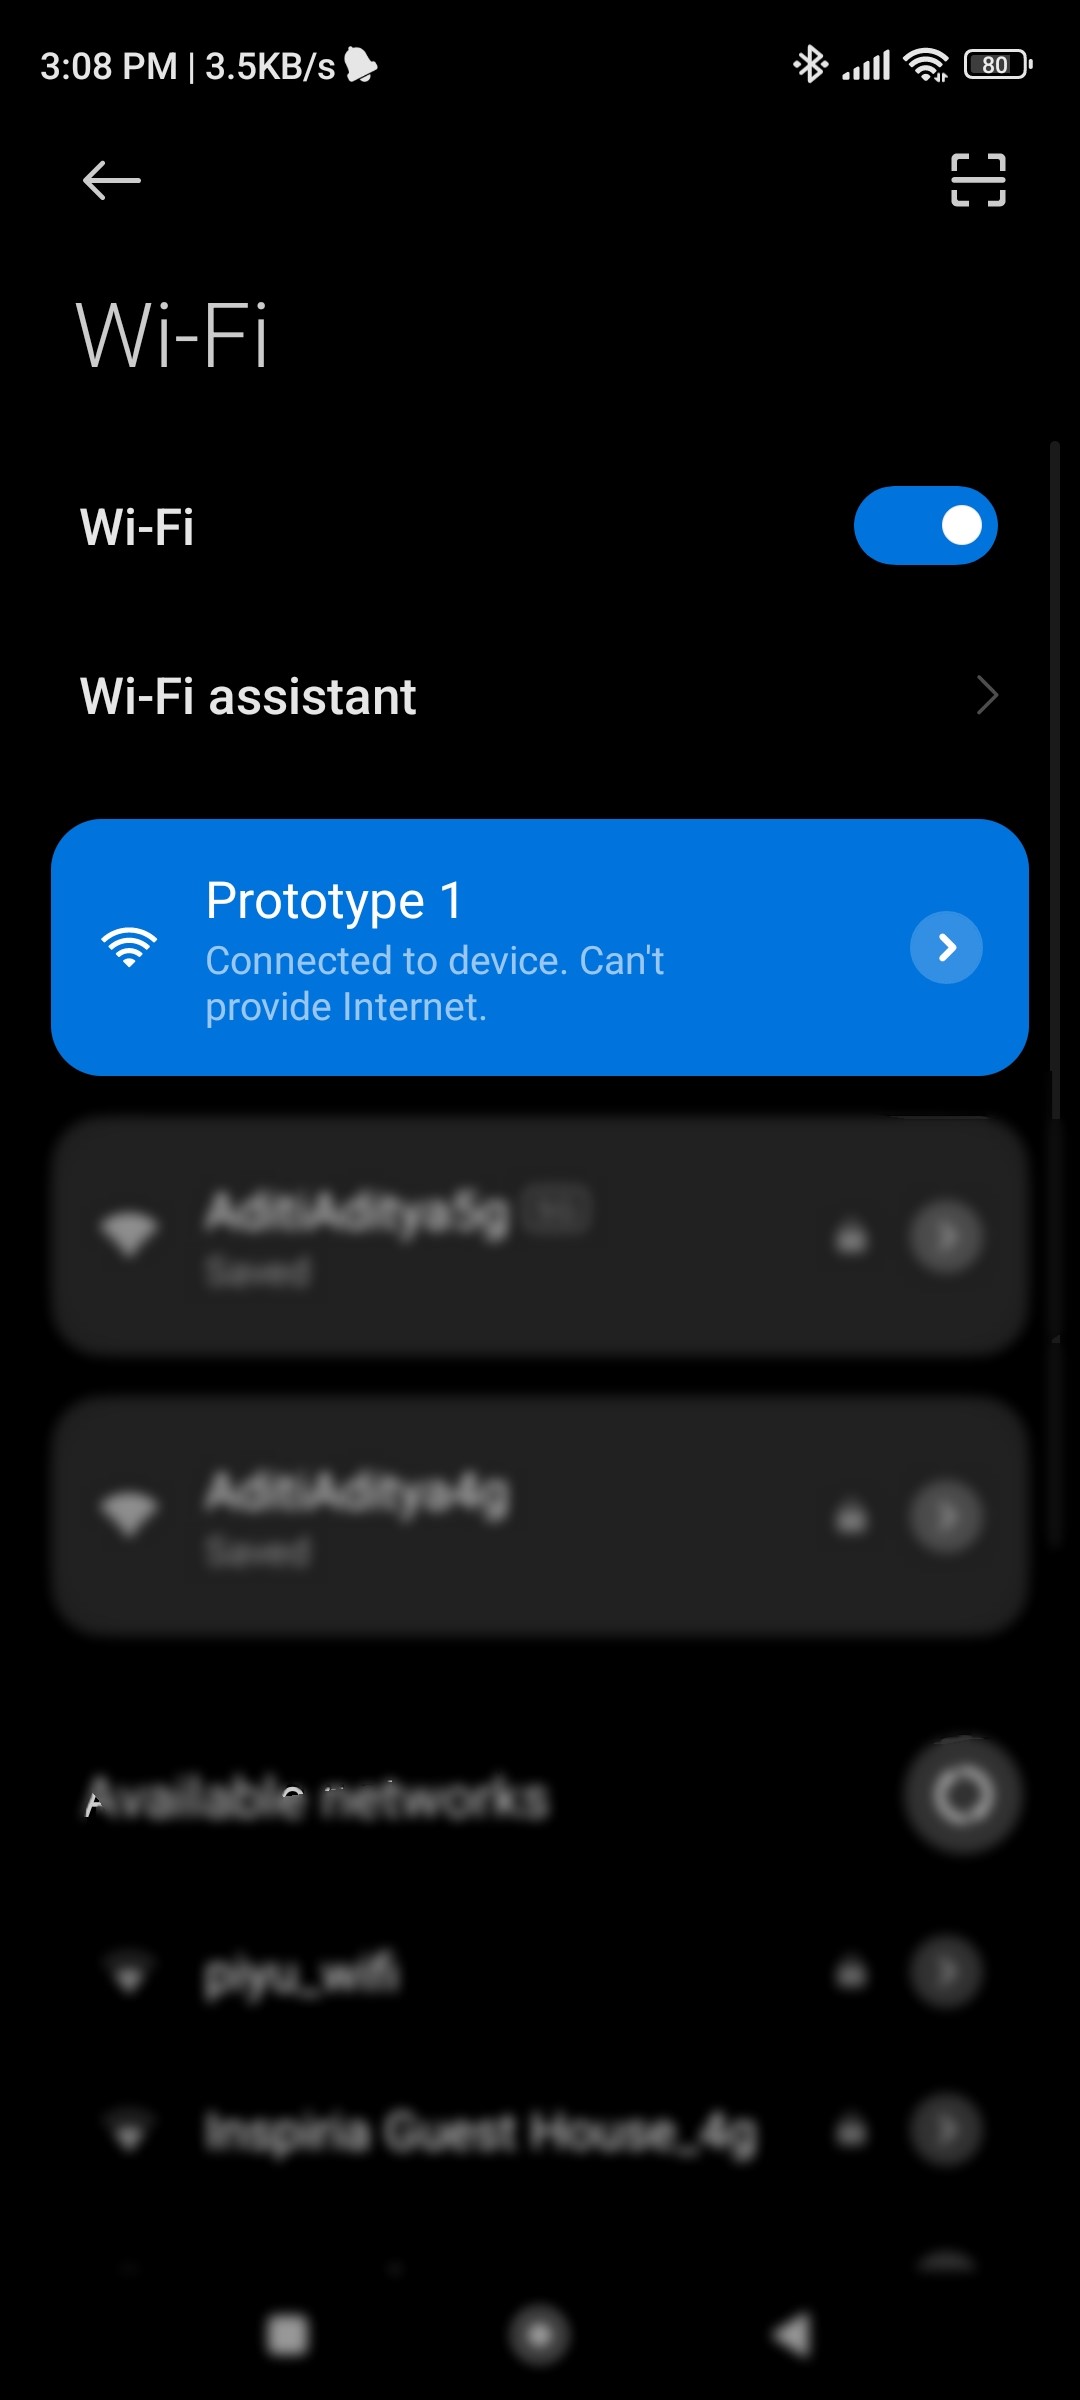 3:08 PM | 3.5KB/s
80
Wi-Fi
Wi-Fi
Wi-Fi assistant
Prototype 1
Connected to device. Can't
provide Internet.
AditiAditya5g
Saved
AditiAditya4g
Saved
Available networks
piyu_wifi
Inspiria Guest House_4g